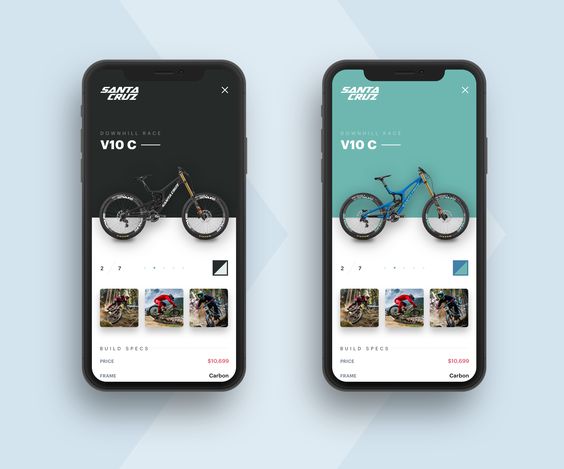 SANTA
CRUZ
DOWNHILL RACE
V10 C
2 7
BUILD SPECS
PRICE $10,699
FRAME Carbon
SANTA
CRUZ
DOWNHILL RACE
V10 C
2 7
BUILD SPECS
PRICE $10,699
FRAME Carbon